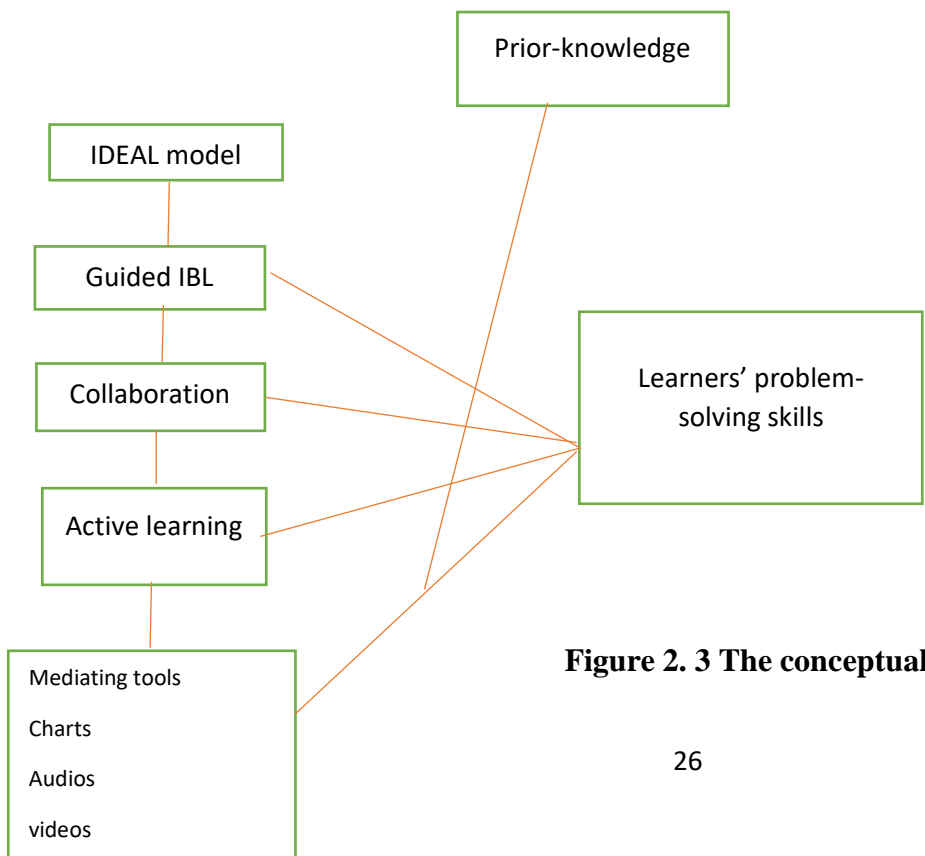 Prior-knowledge
IDEAL model
Guided IBL
Collaboration
Learners’ problem-
solving skills
Active learning
Mediating tools
Charts
Audios
videos
Figure 2. 3 The conceptual
26